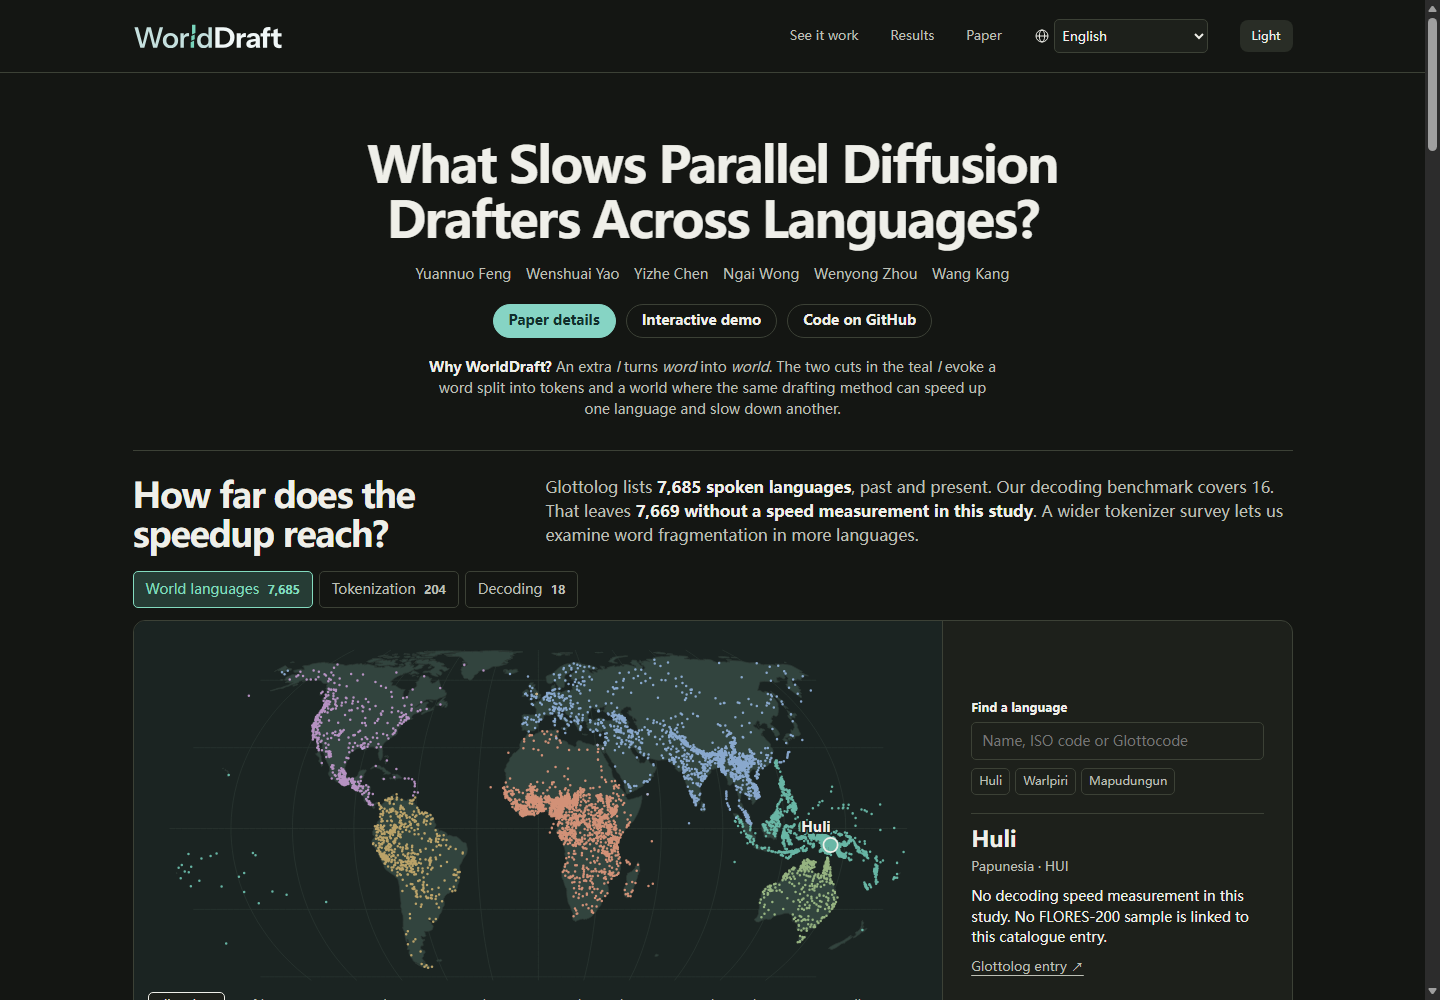 WorldDraft
See it work
Results
Paper
English
Light
What Slows Parallel Diffusion
Drafters Across Languages?
Yuannuo Feng Wenshuai Yao Yizhe Chen Ngai Wong Wenyong Zhou Wang Kang
Paper details
Interactive demo
Code on GitHub
Why WorldDraft? An extra l turns word into world. The two cuts in the teal l evoke a
word split into tokens and a world where the same drafting method can speed up
one language and slow down another.
How far does the
speedup reach?
Glottolog lists 7,685 spoken languages, past and present. Our decoding benchmark covers 16.
That leaves 7,669 without a speed measurement in this study. A wider tokenizer survey lets us
examine word fragmentation in more languages.
World languages 7,685
Tokenization 204
Decoding 18
Huli
Find a language
Name, ISO code or Glottocode
Huli
Warlpiri
Mapudungun
Huli
Papunesia · HUI
No decoding speed measurement in this
study. No FLORES-200 sample is linked to
this catalogue entry.
Glottolog entry ↗